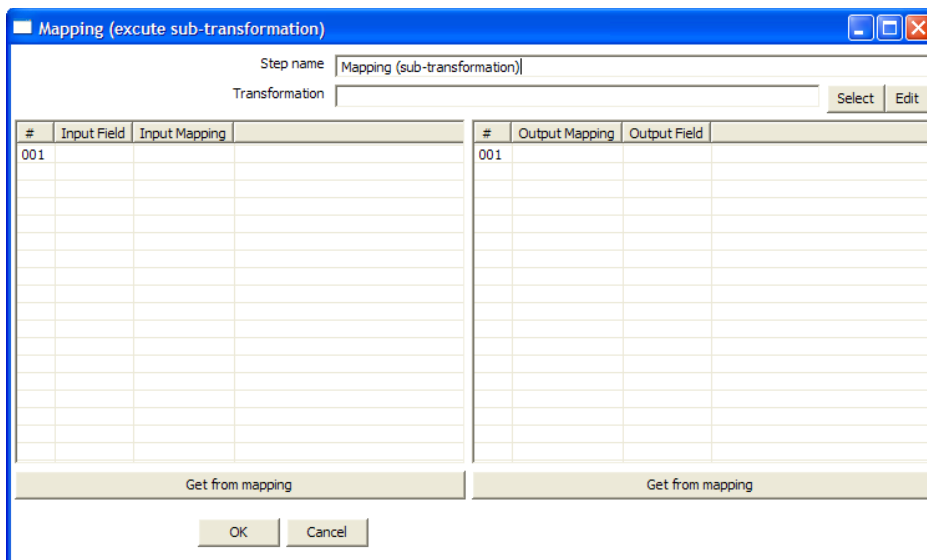 Mapping (excute sub-transformation)
Step name Mapping (sub-transformation)
Transformation Select Edit
# Input Field Input Mapping # Output Mapping Output Field
001 001
Get from mapping Get from mapping
OK Cancel